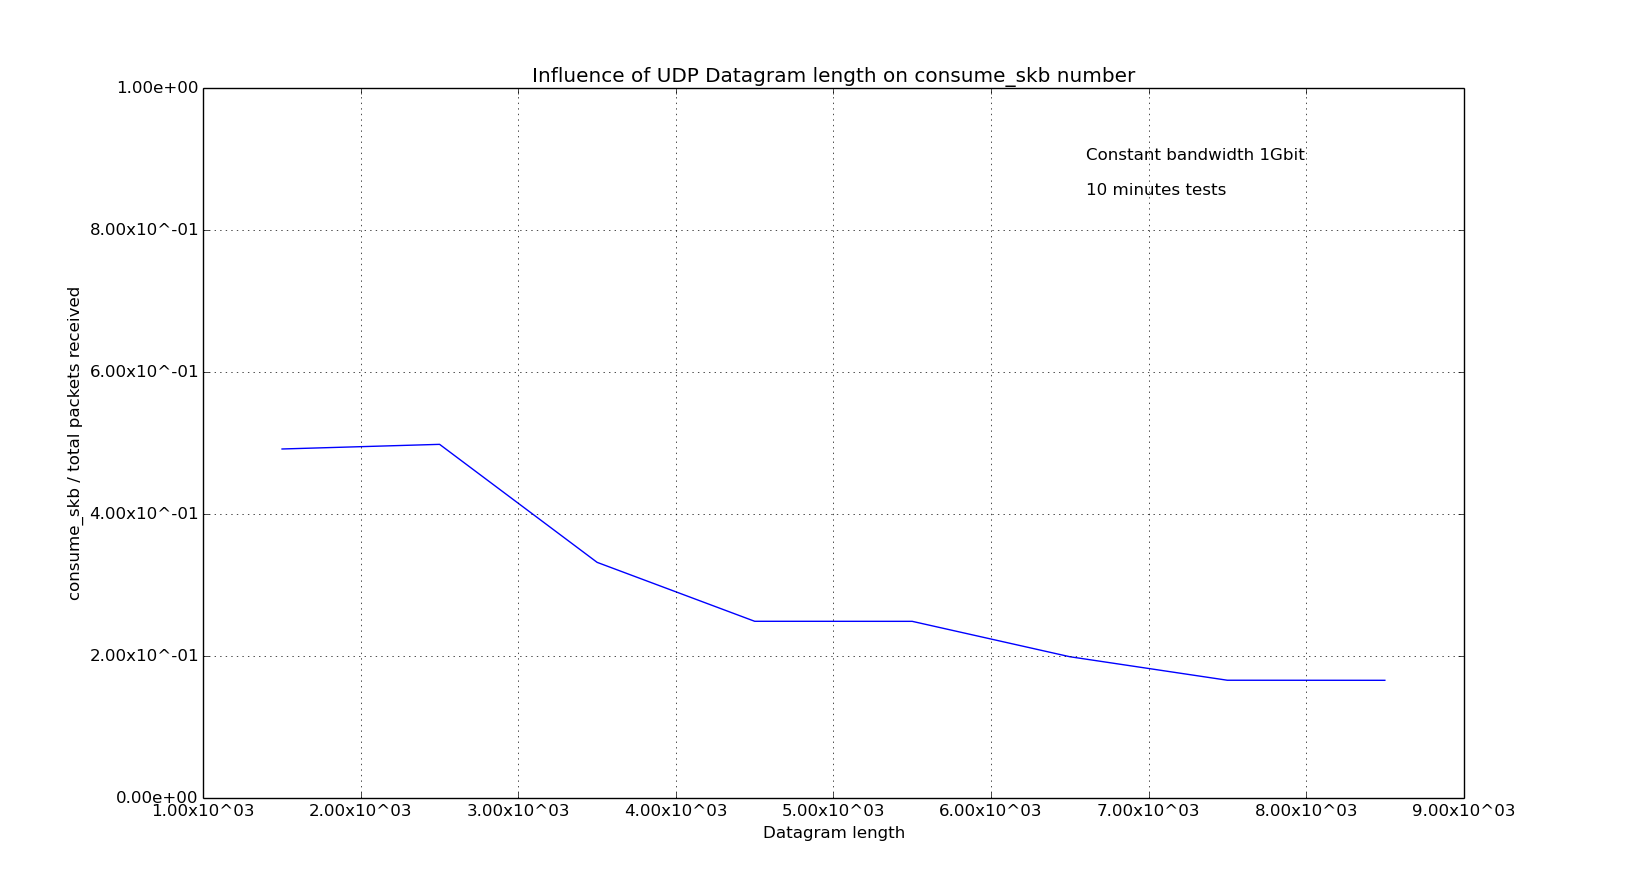 Influence of UDP Datagram length on consume_skb number
1.00e+00
8.00x10^-01
6.00x10^-01
4.00x10^-01
2.00x10^-01
0.00e+00
consume_skb / total packets received
Constant bandwidth 1Gbit
10 minutes tests
1.00x10^03 2.00x10^03 3.00x10^03 4.00x10^03 5.00x10^03 6.00x10^03 7.00x10^03 8.00x10^03 9.00x10^03
Datagram length